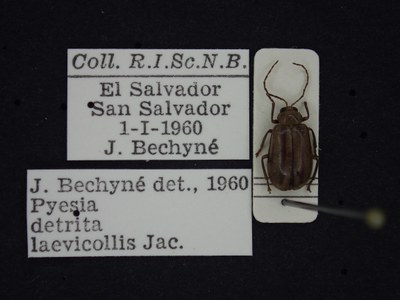 Coll. R.I.Sc.N.B.
El Salvador
San Salvador
1-I-1960
J. Bechyné
J. Bechyné det., 1960
Pyesia
detrita
laevicollis Jac.